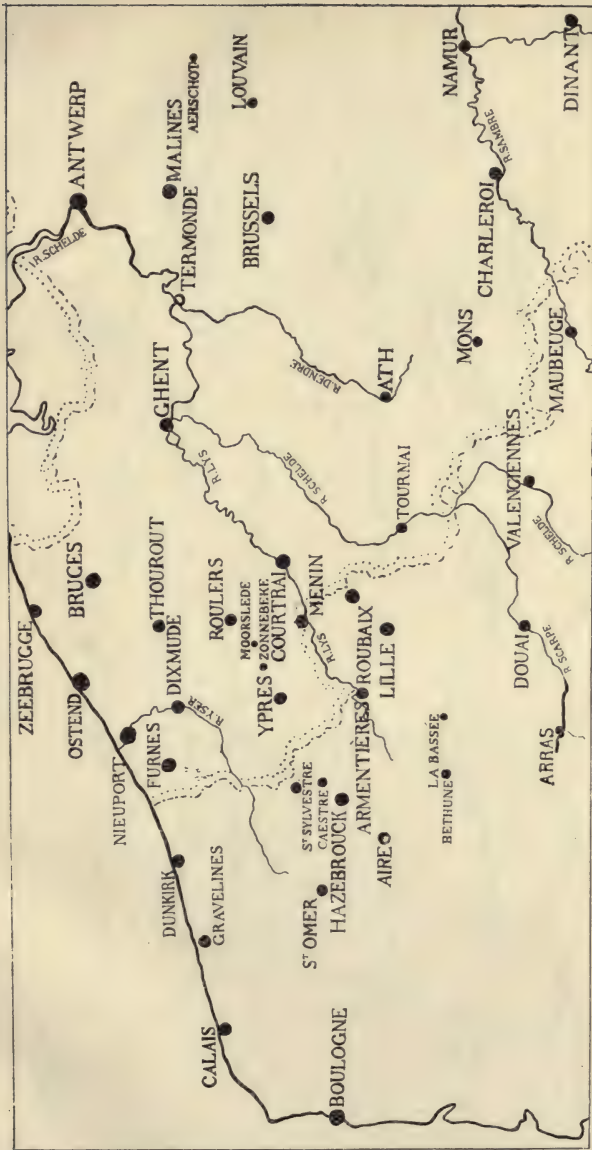 ZEEBRUGGE
BRUGES
OSTEND
R. SCHELDE
ANTWERP
NIEUPORT
THOUROUT
GHENT
TERMONDE
MALINES
AERSCHOT
DUNKIRK
FURNES
DIXMUDE
R. YSER
R. LYS
GRAVELINES
CALAIS
ROULERS
MOORSLEDE
ZONNEBEKE
YPRES
COURTRAI
BRUSSELS
LOUVAIN
BOULOGNE
ST OMER
ST SYLVESTRE
CAESTRE
HAZEBROUCK
MENIN
R. LYS
R. SCHELDE
R. DENDRE
ARMENTIÈRES
ROUBAIX
AIRE
LILLE
TOURNAI
ATH
LA BASSÉE
BETHUNE
MONS
NAMUR
CHARLEROI
R. SAMBRE
DOUAI
VALENCIENNES
MAUBEUGE
ARRAS
R. SCARPE
R. SCHELDE
DINANT